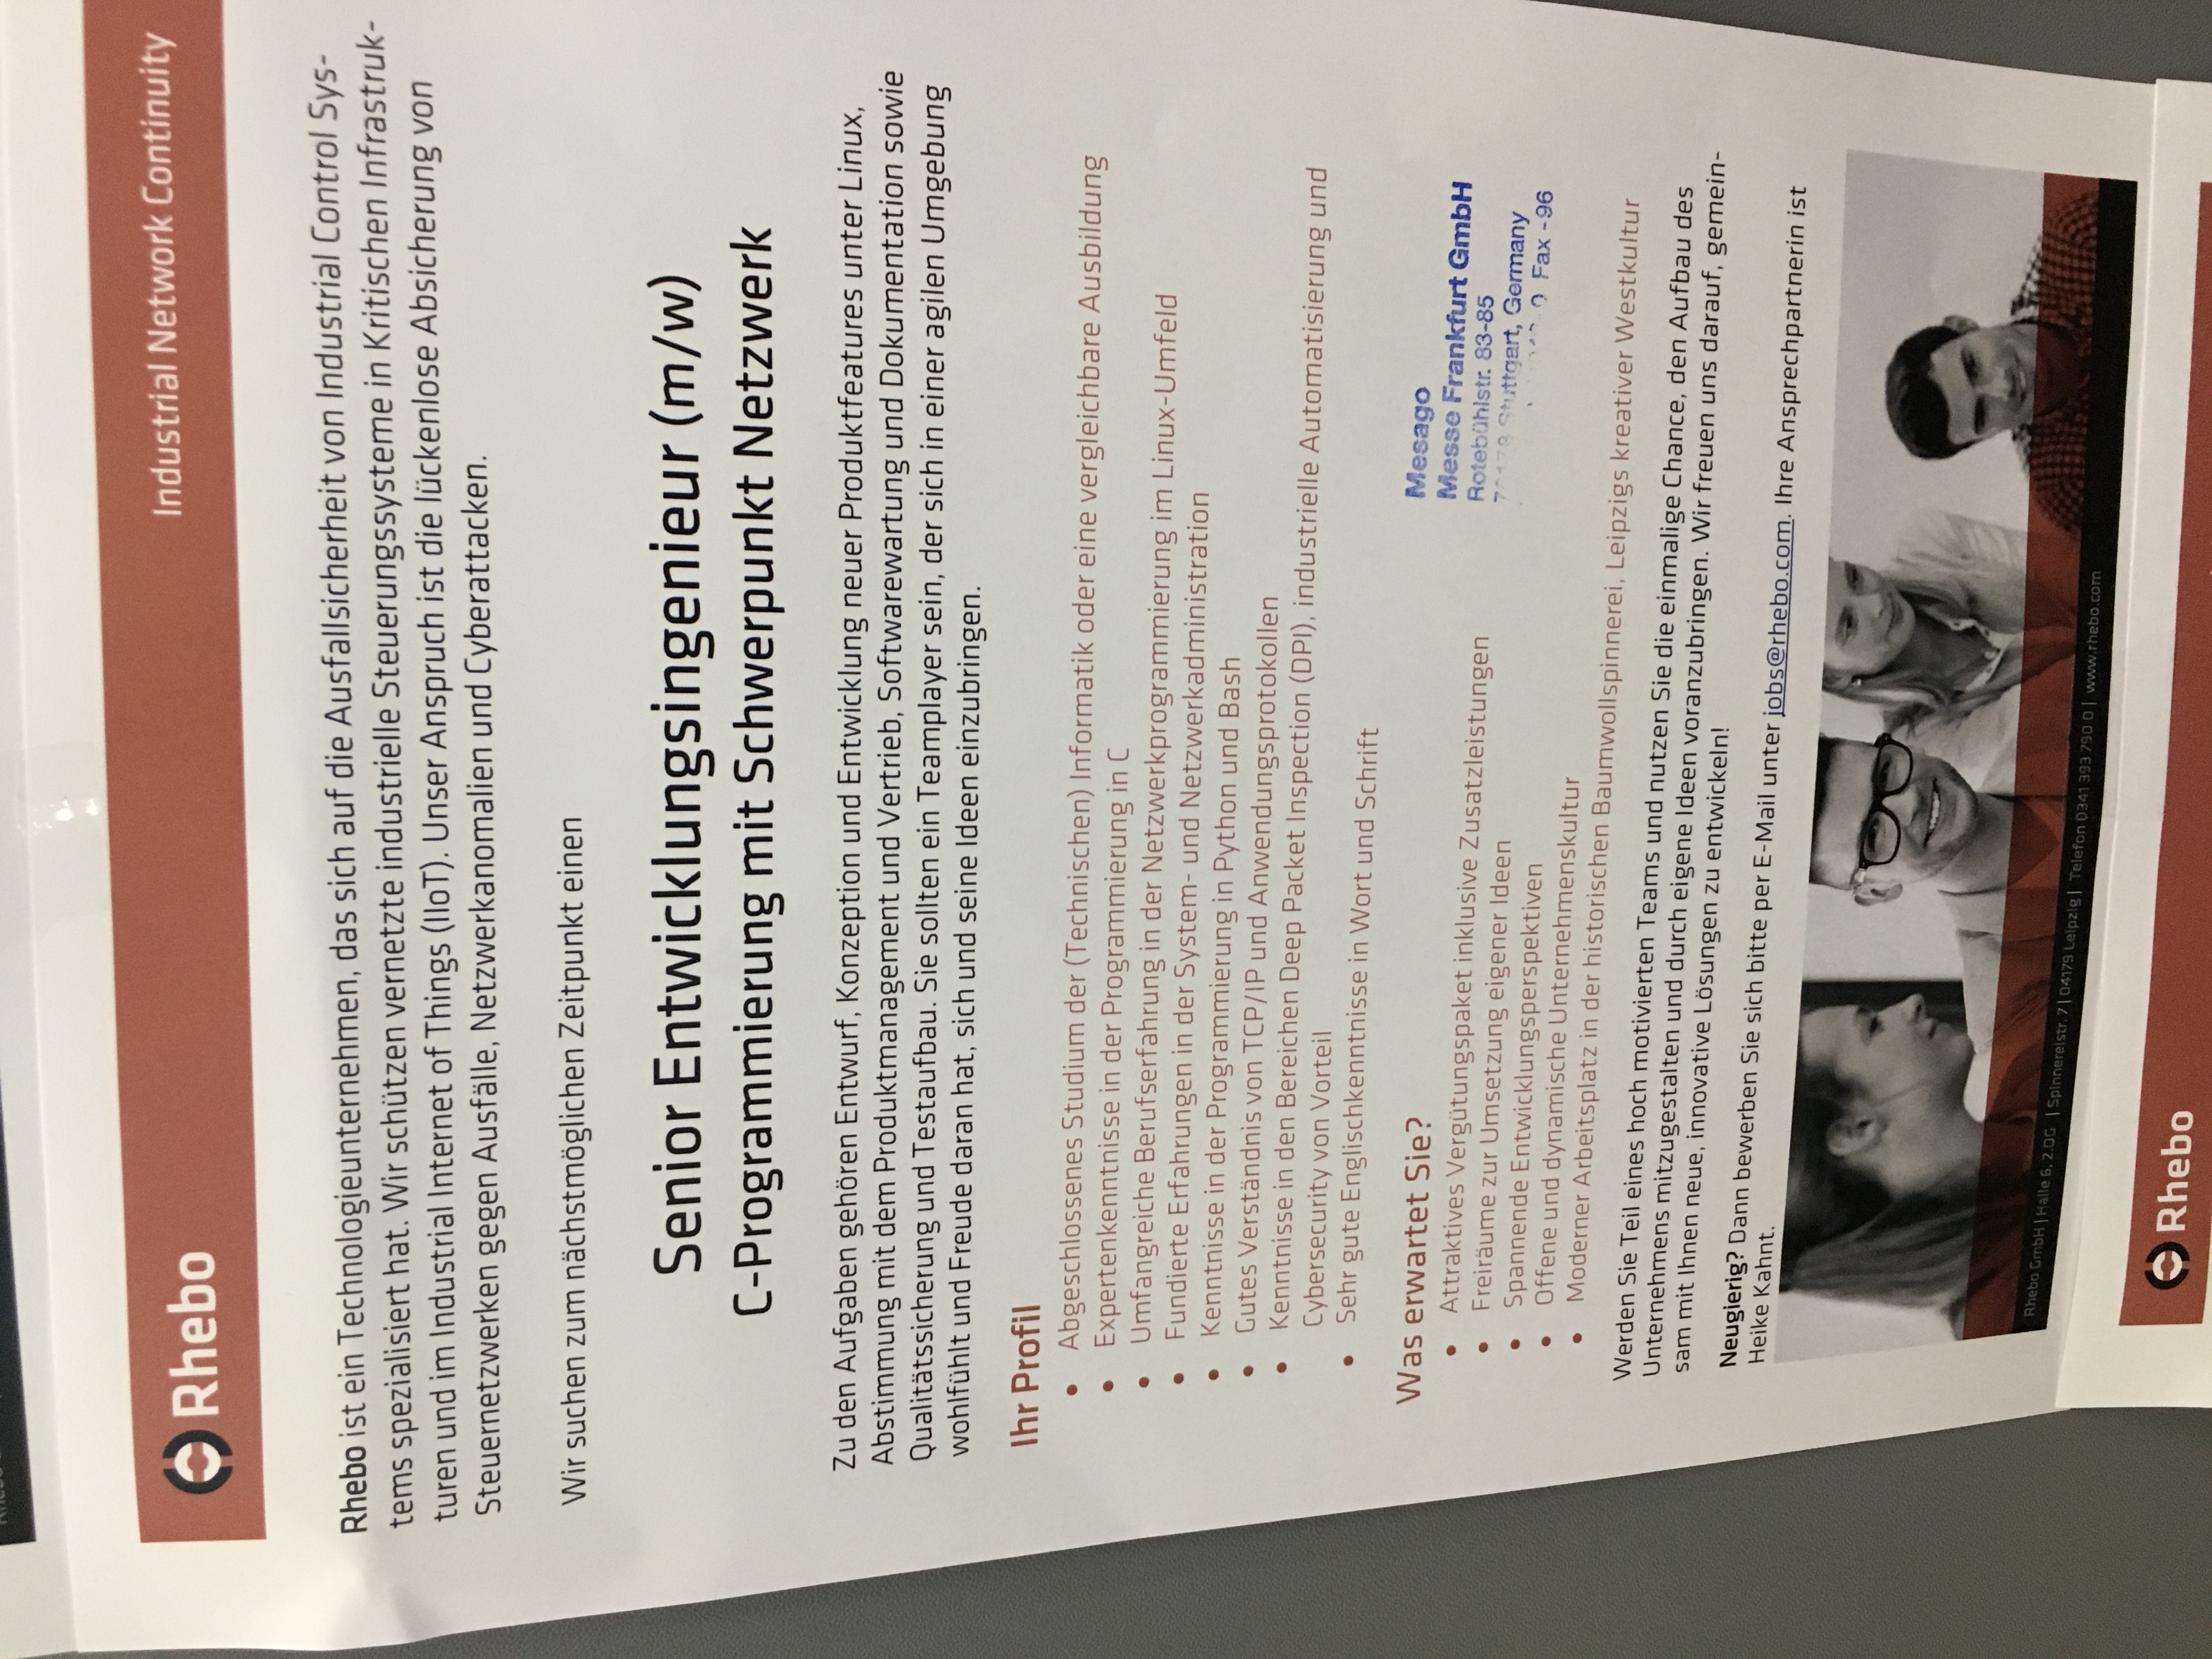 Rhebo
Industrial Network Continuity
Rhebo ist ein Technologieunternehmen, das sich auf die Ausfallsicherheit von Industrial Control Sys-
tems spezialisiert hat. Wir schützen vernetzte industrielle Steuerungssysteme in Kritischen Infrastruk-
turen und im Industrial Internet of Things (IIoT). Unser Anspruch ist die lückenlose Absicherung von
Steuernetzwerken gegen Ausfälle, Netzwerkanomalien und Cyberattacken.
Wir suchen zum nächstmöglichen Zeitpunkt einen
Senior Entwicklungsingenieur (m/w)
C-Programmierung mit Schwerpunkt Netzwerk
Zu den Aufgaben gehören Entwurf, Konzeption und Entwicklung neuer Produktfeatures unter Linux,
Abstimmung mit dem Produktmanagement und Vertrieb, Softwarewartung und Dokumentation sowie
Qualitätssicherung und Testaufbau. Sie sollten ein Teamplayer sein, der sich in einer agilen Umgebung
wohlfühlt und Freude daran hat, sich und seine Ideen einzubringen.
Ihr Profil
• Abgeschlossenes Studium der (Technischen) Informatik oder eine vergleichbare Ausbildung
• Expertenkenntnisse in der Programmierung in C
• Umfangreiche Berufserfahrung in der Netzwerkprogrammierung im Linux-Umfeld
• Fundierte Erfahrungen in der System- und Netzwerkadministration
• Kenntnisse in der Programmierung in Python und Bash
• Gutes Verständnis von TCP/IP und Anwendungsprotokollen
• Kenntnisse in den Bereichen Deep Packet Inspection (DPI), industrielle Automatisierung und
Cybersecurity von Vorteil
• Sehr gute Englischkenntnisse in Wort und Schrift
Was erwartet Sie?
• Attraktives Vergütungspaket inklusive Zusatzleistungen
• Freiräume zur Umsetzung eigener Ideen
• Spannende Entwicklungsperspektiven
• Offene und dynamische Unternehmenskultur
• Moderner Arbeitsplatz in der historischen Baumwollspinnerei, Leipzigs kreativer Westkultur
Mesago
Messe Frankfurt GmbH
Rotebühlstr. 83-85
Stuttgart, Germany
Fax -96
Werden Sie Teil eines hoch motivierten Teams und nutzen Sie die einmalige Chance, den Aufbau des
Unternehmens mitzugestalten und durch eigene Ideen voranzubringen. Wir freuen uns darauf, gemein-
sam mit Ihnen neue, innovative Lösungen zu entwickeln!
Neugierig? Dann bewerben Sie sich bitte per E-Mail unter jobs@rhebo.com. Ihre Ansprechpartnerin ist
Heike Kahnt.
Rhebo GmbH | Halle 6, 2.OG | Spinnereistr. 7 | 04179 Leipzig | Telefon 0341 393 790 0 | www.rhebo.com
Rhebo